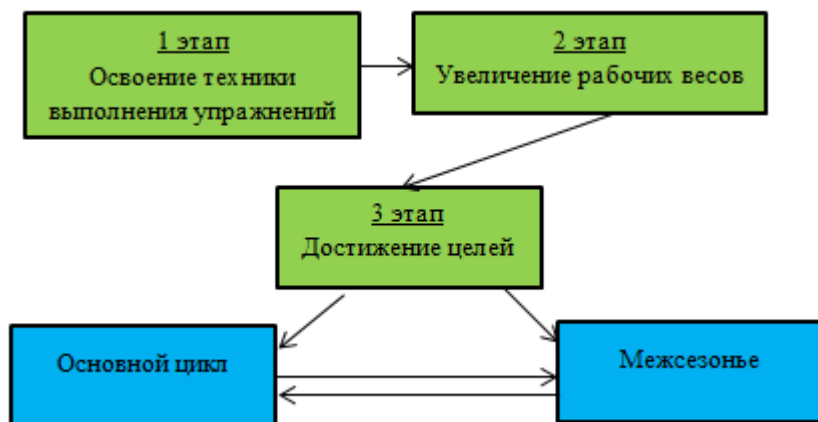 1 этап
Освоение техники
выполнения упражнений
2 этап
Увеличение рабочих весов
3 этап
Достижение целей
Основной цикл
Межсезонье